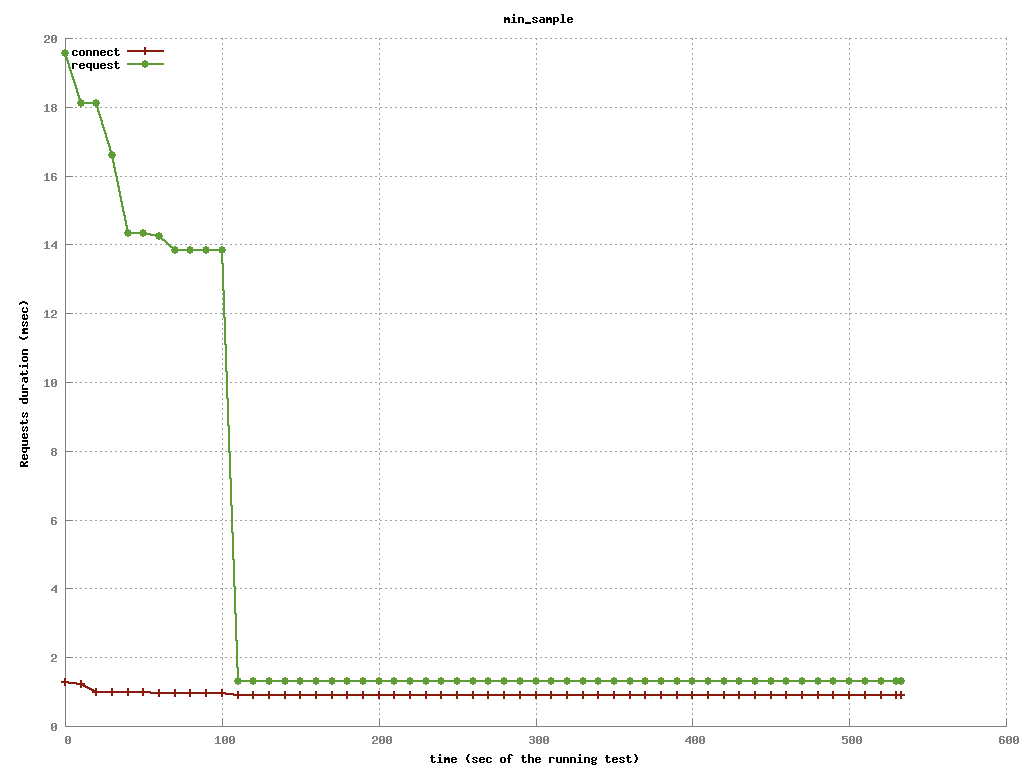 min_sample
connect
request
20
18
16
14
12
10
8
6
4
2
0
Requests duration (msec)
0 100 200 300 400 500 600
time (sec of the running test)